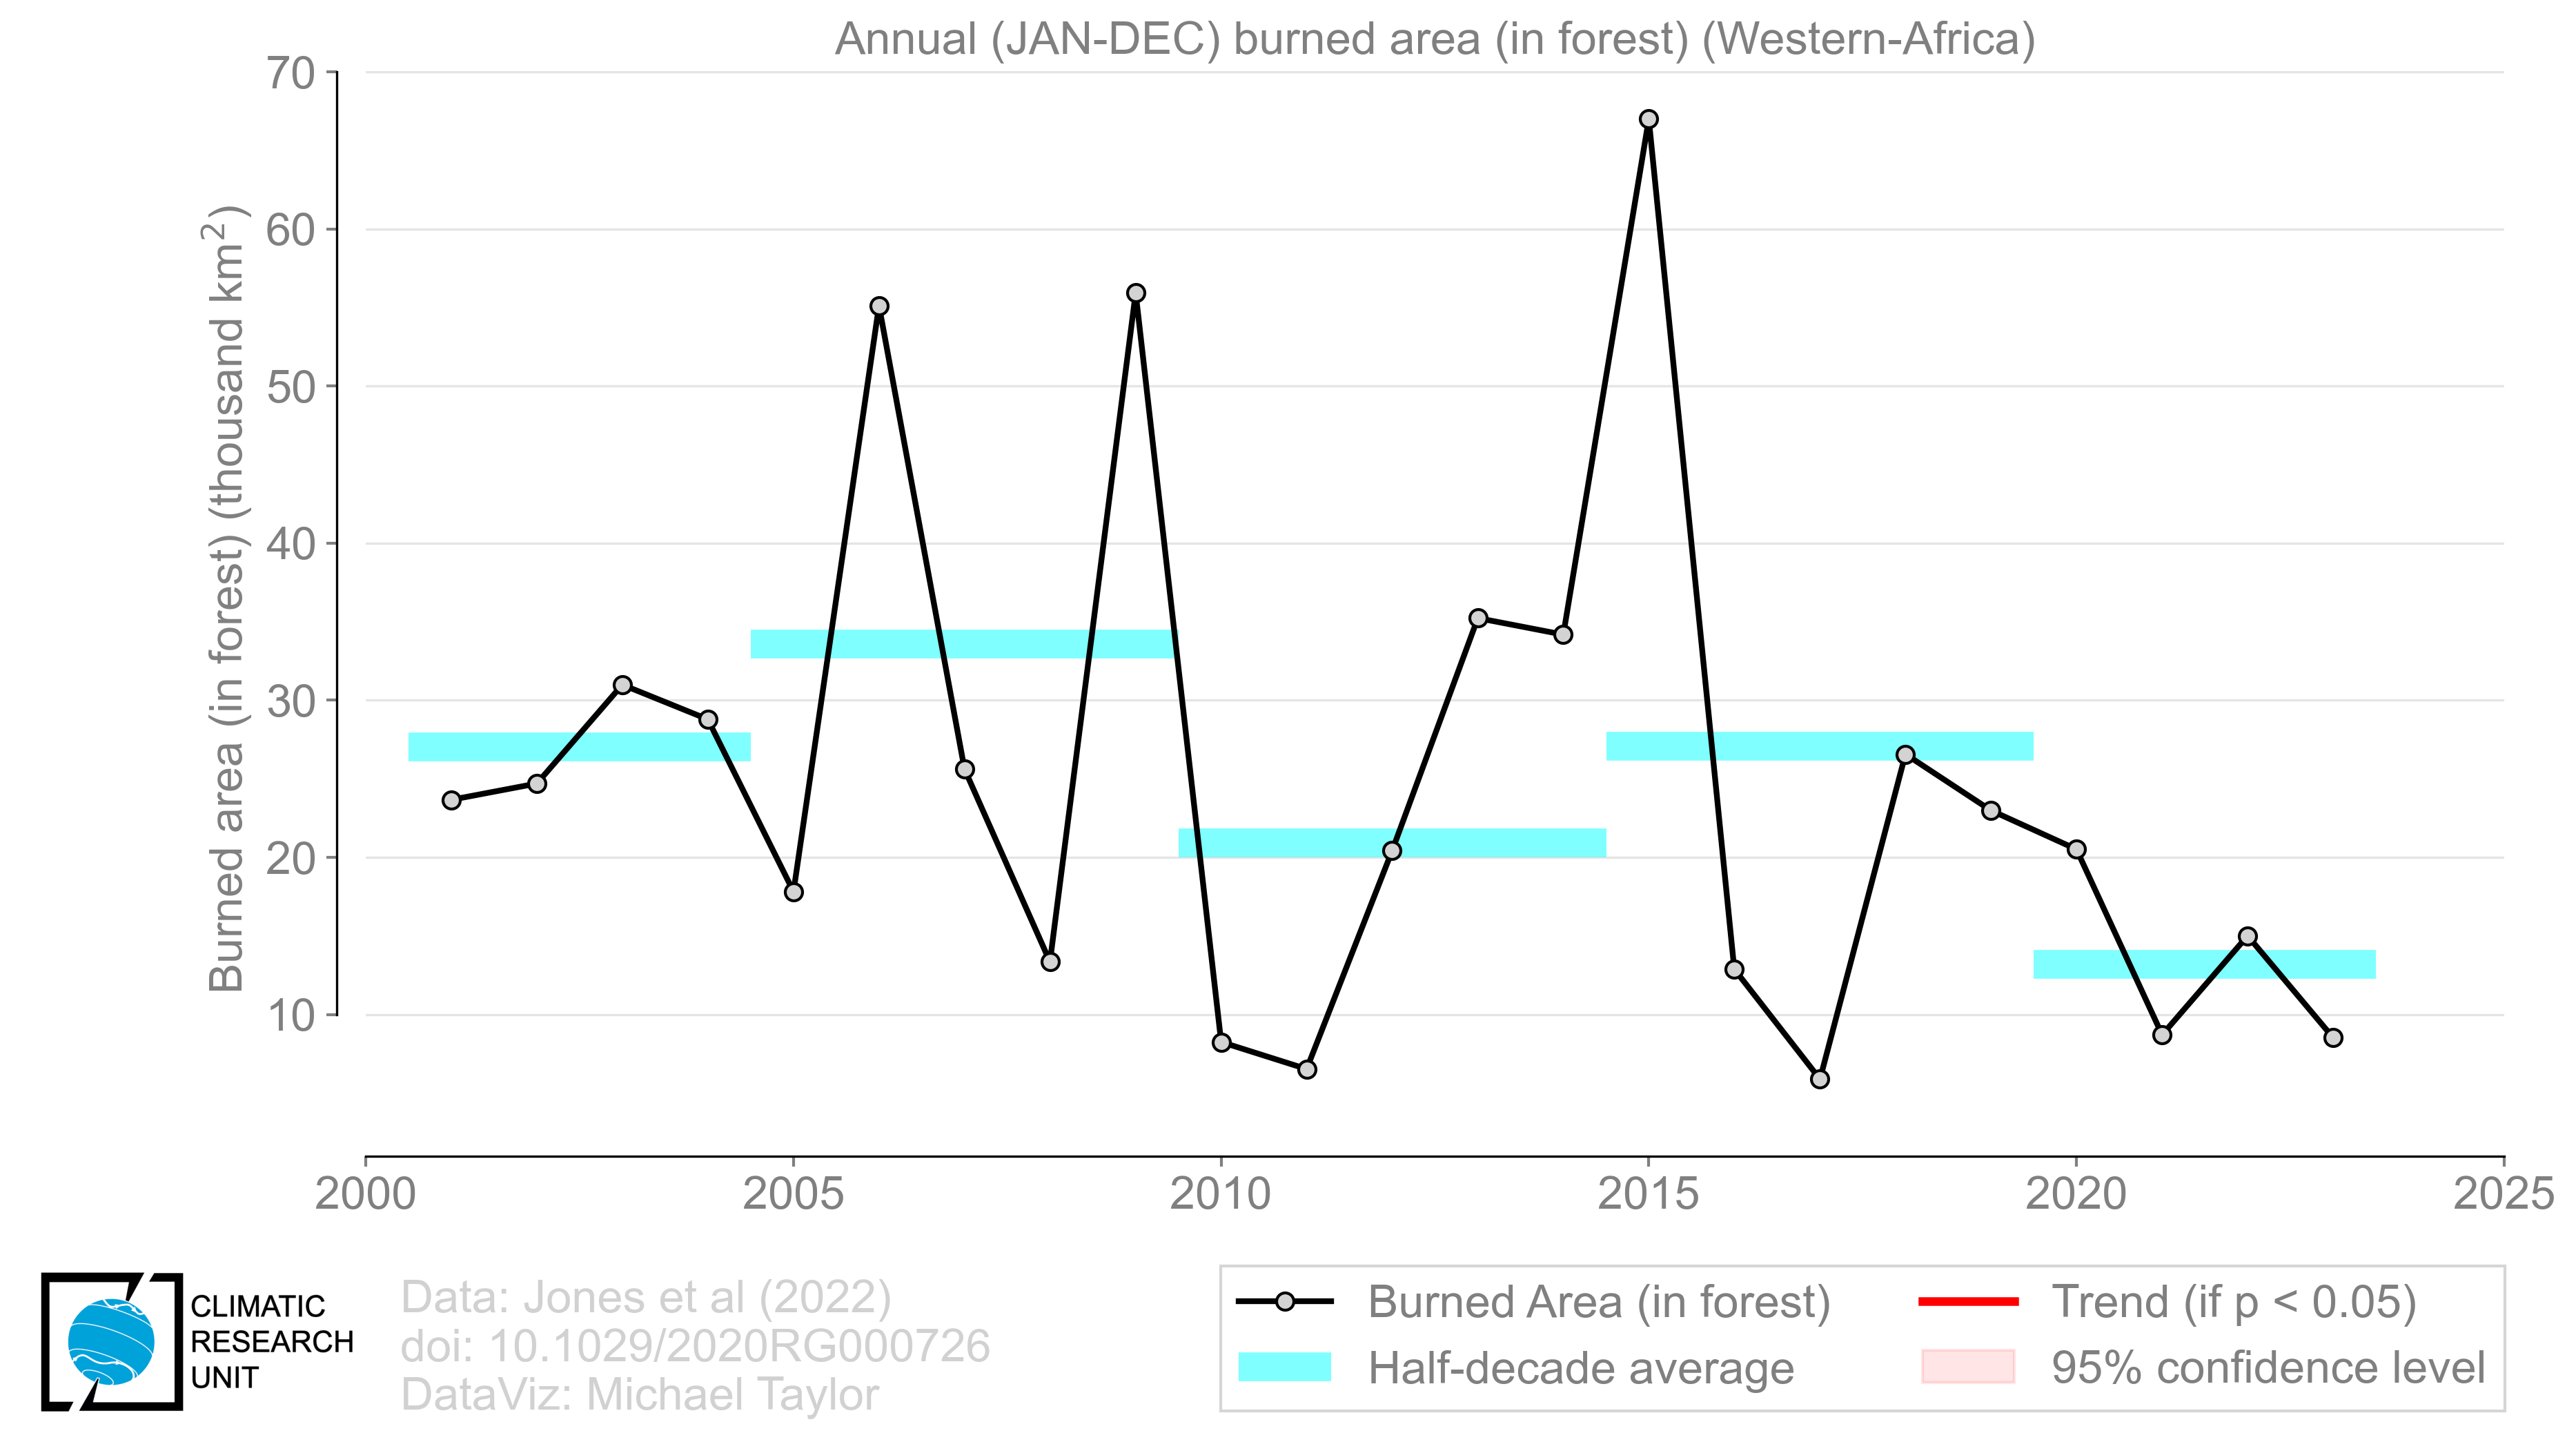 Annual (JAN-DEC) burned area (in forest) (Western-Africa)
Burned area (in forest) (thousand km²)
70
60
50
40
30
20
10
2000
2005
2010
2015
2020
2025
CLIMATIC
RESEARCH
UNIT
Data: Jones et al (2022)
doi: 10.1029/2020RG000726
DataViz: Michael Taylor
Burned Area (in forest)
Half-decade average
Trend (if p < 0.05)
95% confidence level